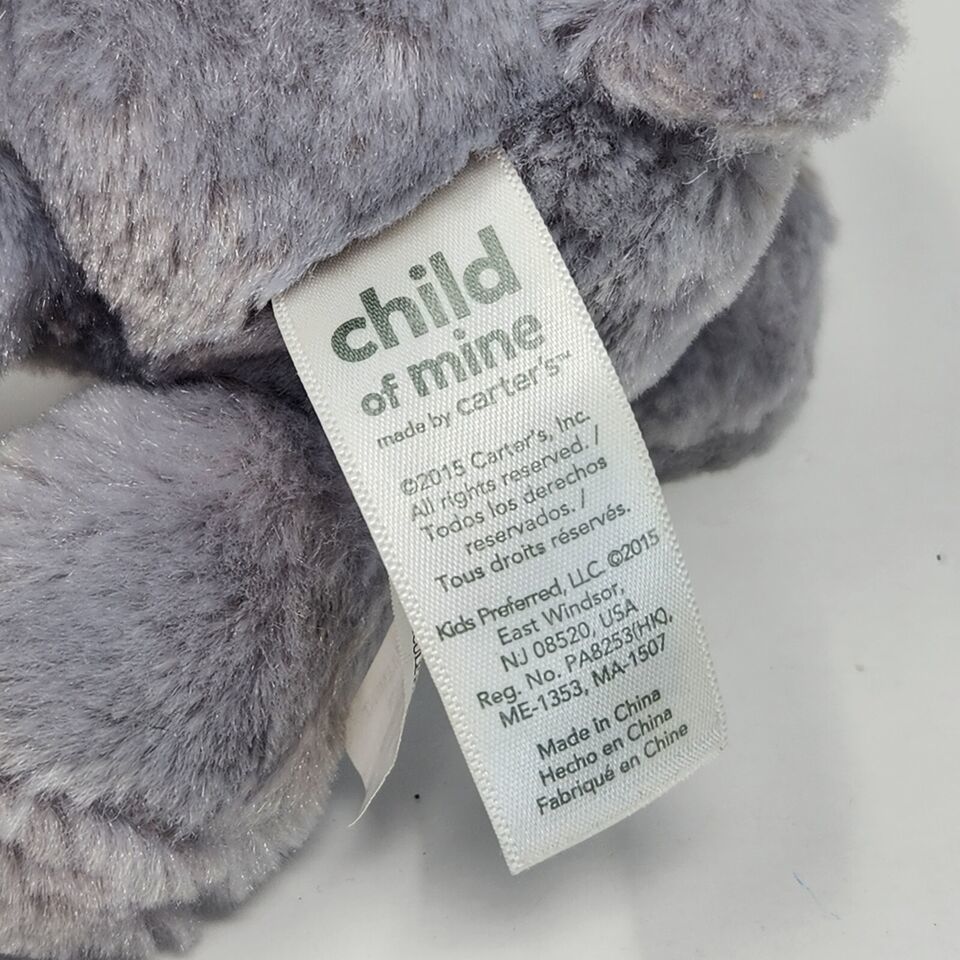 child
of mine
made by carter's™
©2015 Carter's, Inc.
All rights reserved. /
Todos los derechos
reservados. /
Tous droits réservés.
Kids Preferred, LLC. ©2015
East Windsor,
NJ 08520, USA
Reg. No. PA8253(HK),
ME-1353, MA-1507
Made in China
Hecho en China
Fabriqué en Chine